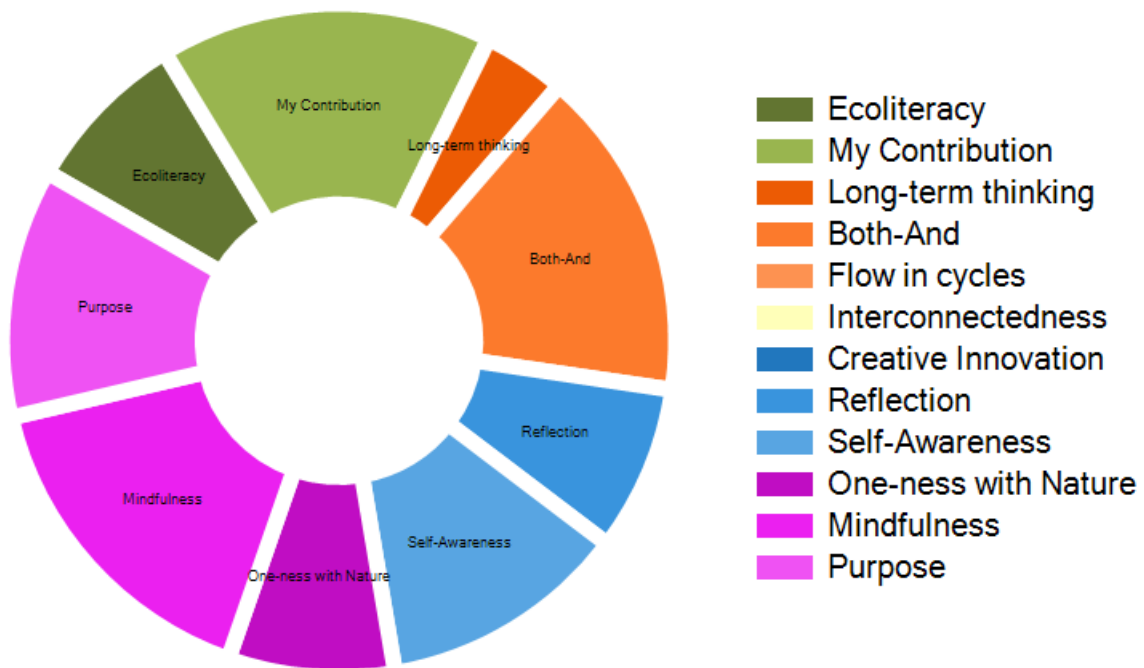 My Contribution
Long-term thinking
Ecoliteracy
Both-And
Purpose
Reflection
Mindfulness
Self-Awareness
One-ness with Nature
Ecoliteracy
My Contribution
Long-term thinking
Both-And
Flow in cycles
Interconnectedness
Creative Innovation
Reflection
Self-Awareness
One-ness with Nature
Mindfulness
Purpose